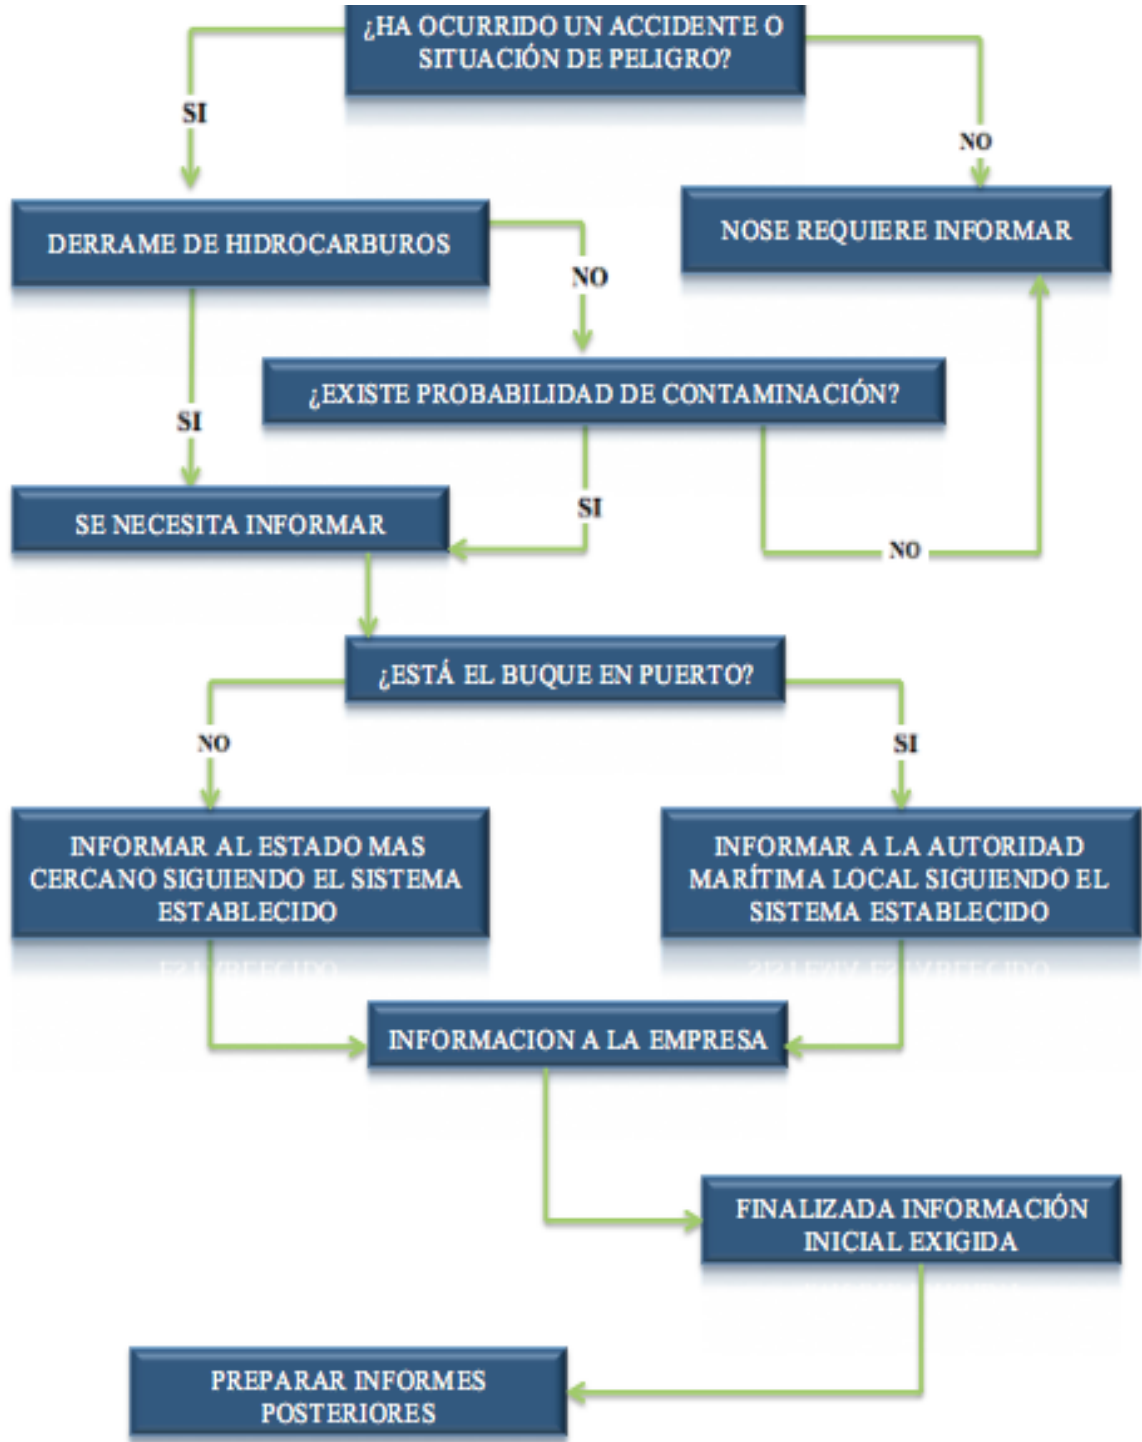 ¿HA OCURRIDO UN ACCIDENTE O
SITUACIÓN DE PELIGRO?
SI
NO
DERRAME DE HIDROCARBUROS
NOSE REQUIERE INFORMAR
NO
¿EXISTE PROBABILIDAD DE CONTAMINACIÓN?
SI
SI
NO
SE NECESITA INFORMAR
¿ESTÁ EL BUQUE EN PUERTO?
NO
SI
INFORMAR AL ESTADO MAS
CERCANO SIGUIENDO EL SISTEMA
ESTABLECIDO
INFORMAR A LA AUTORIDAD
MARÍTIMA LOCAL SIGUIENDO EL
SISTEMA ESTABLECIDO
INFORMACION A LA EMPRESA
FINALIZADA INFORMACIÓN
INICIAL EXIGIDA
PREPARAR INFORMES
POSTERIORES